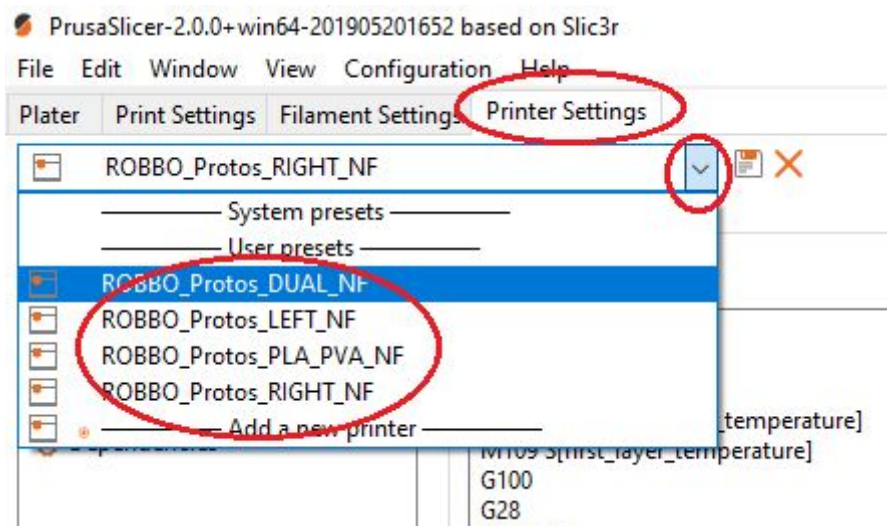 PrusaSlicer-2.0.0+win64-201905201652 based on Slic3r
File Edit Window View Configuration Help
Plater Print Settings Filament Settings Printer Settings
ROBBO_Protos_RIGHT_NF
System presets
User presets
ROBBO_Protos_DUAL_NF
ROBBO_Protos_LEFT_NF
ROBBO_Protos_PLA_PVA_NF
ROBBO_Protos_RIGHT_NF
Add a new printer
_temperature]
M109 S[first_layer_temperature]
G100
G28